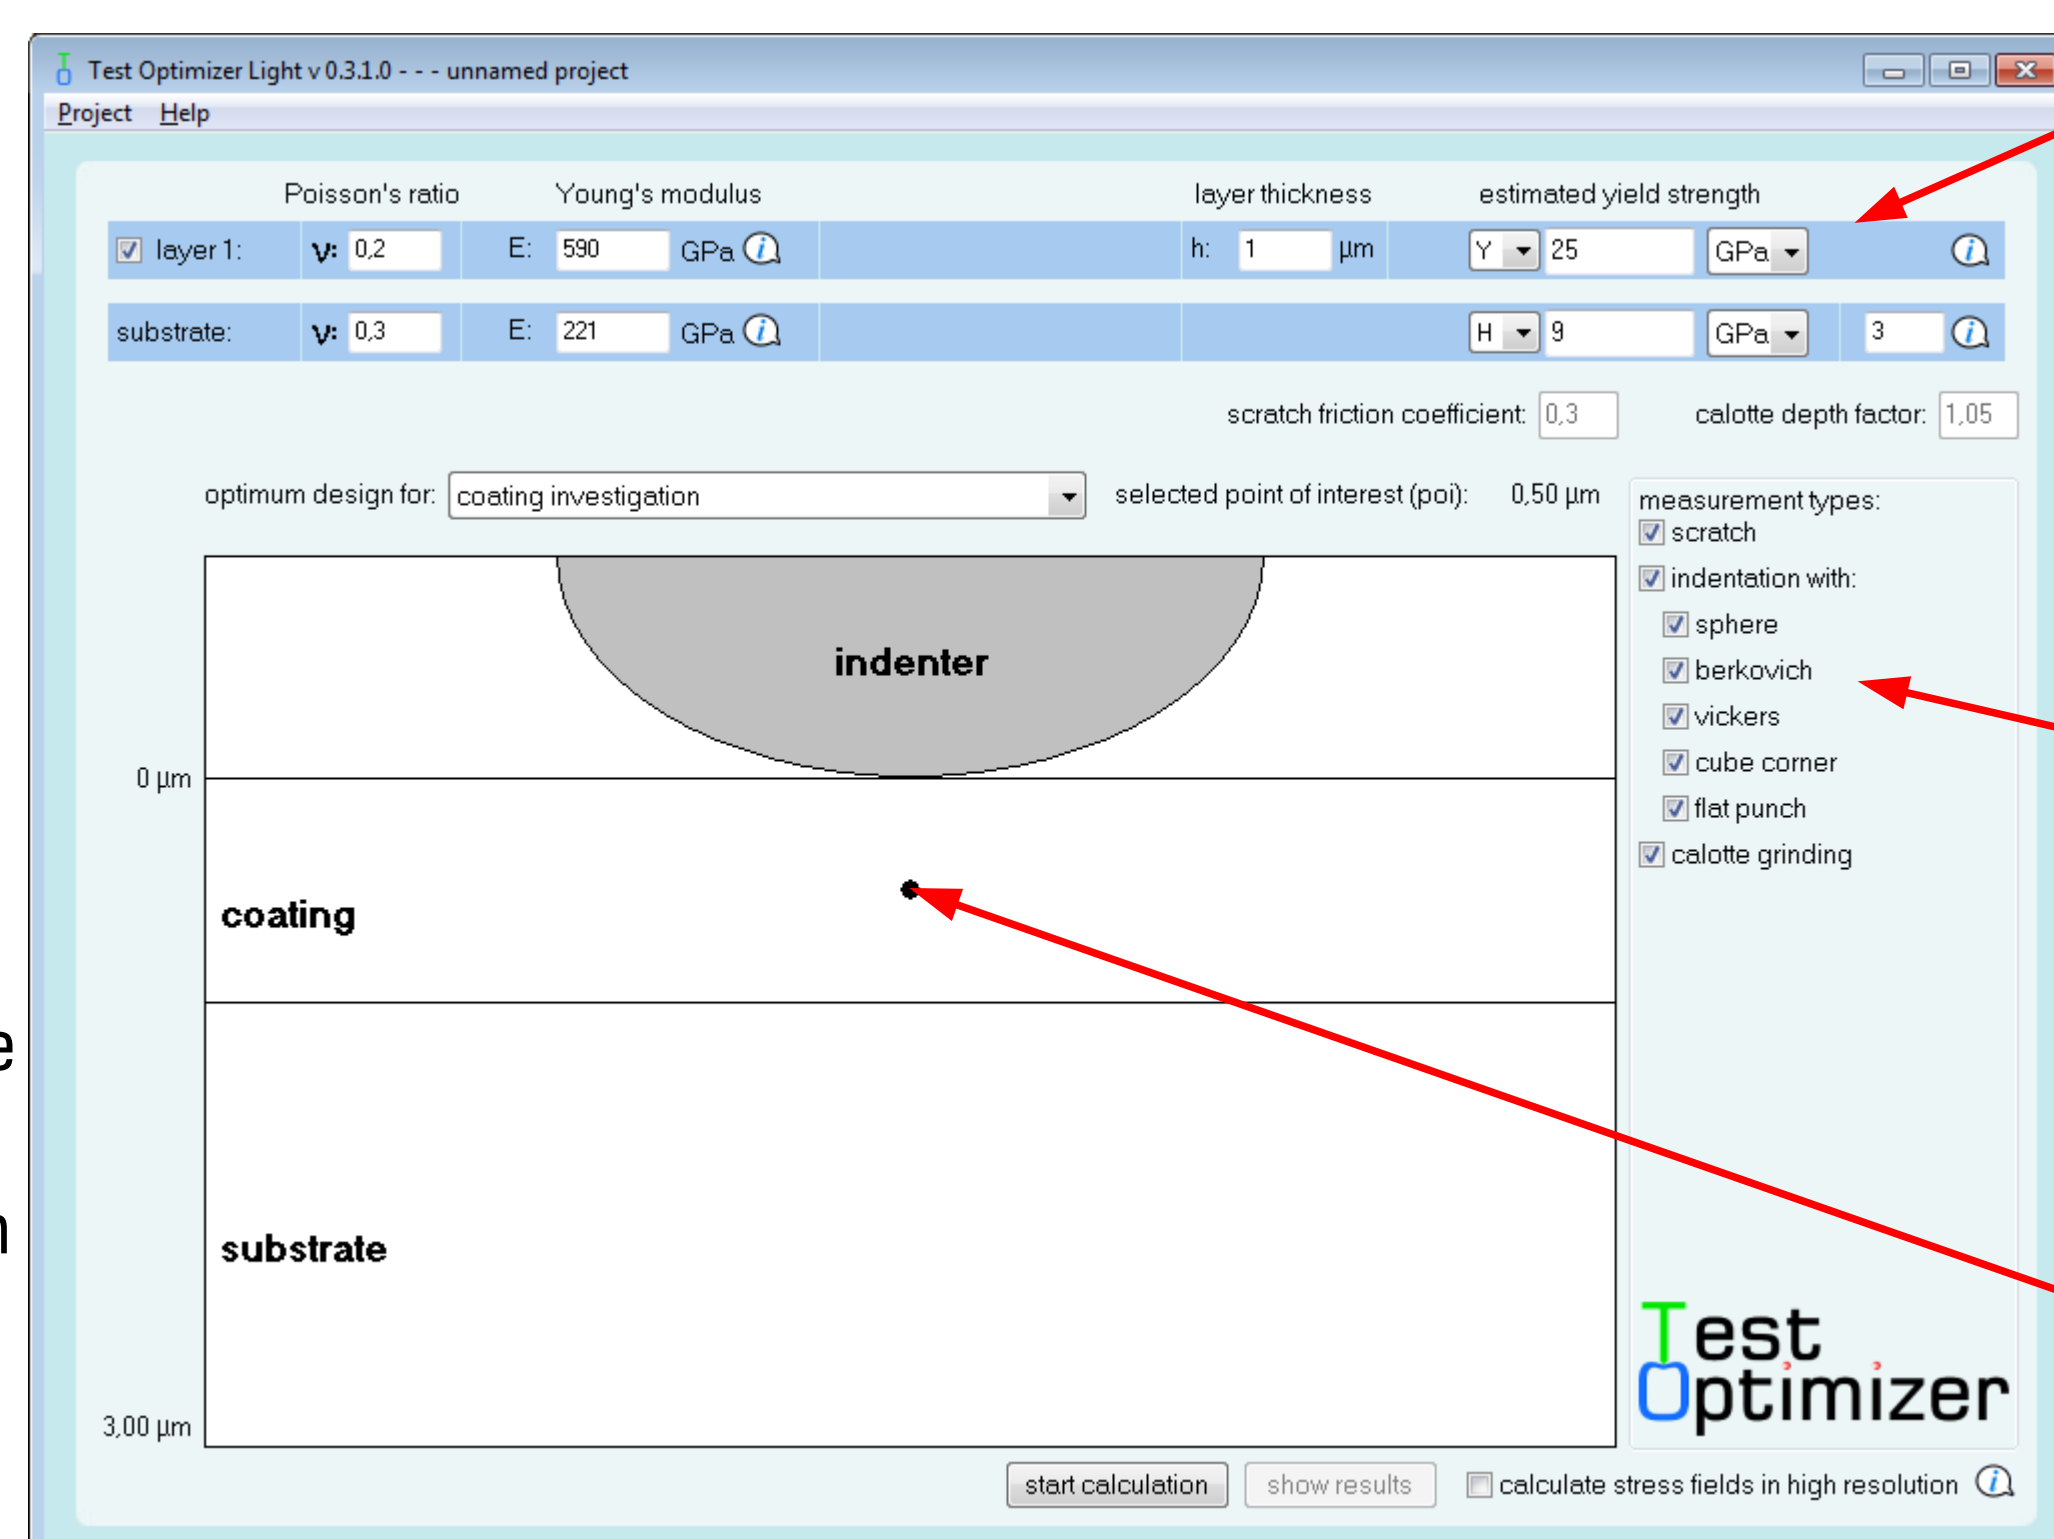 Test Optimizer Light v 0.3.1.0 - - - unnamed project
Project Help
Poisson's ratio Young's modulus layer thickness estimated yield strength
layer 1: ν: 0,2 E: 590 GPa i h: 1 µm Y 25 GPa i
substrate: ν: 0,3 E: 221 GPa i H 9 GPa 3 i
scratch friction coefficient: 0,3 calotte depth factor: 1,05
optimum design for: coating investigation selected point of interest (poi): 0,50 µm
measurement types:
scratch
indentation with:
sphere
berkovich
vickers
cube corner
flat punch
calotte grinding
indenter
0 µm
coating
e
n
substrate
3,00 µm
Test
Optimizer
start calculation show results calculate stress fields in high resolution i